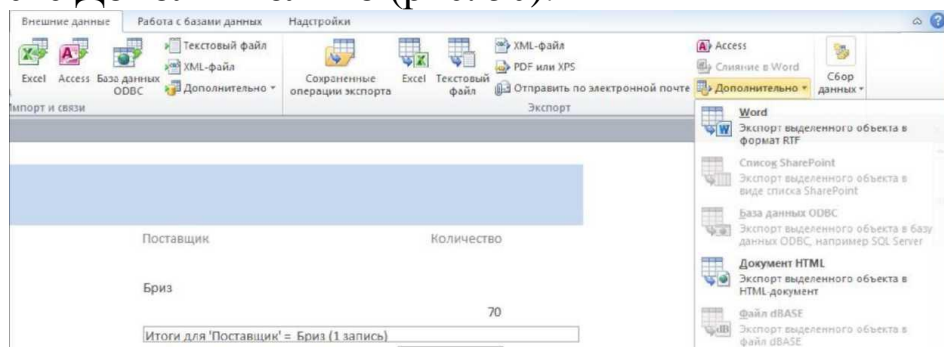 Внешние данные Работа с базами данных Надстройки
Excel Access База данных ODBC
Текстовый файл
XML-файл
Дополнительно
Импорт и связи
Сохраненные операции экспорта
Excel Текстовый файл
XML-файл
PDF или XPS
Отправить по электронной почте
Экспорт
Access
Слияние в Word
Дополнительно
Сбор данных
Word
Экспорт выделенного объекта в
формат RTF
Список SharePoint
Экспорт выделенного объекта в
виде списка SharePoint
База данных ODBC
Экспорт выделенного объекта в базу
данных ODBC, например SQL Server
Документ HTML
Экспорт выделенного объекта в
HTML-документ
Файл dBASE
Экспорт выделенного объекта в
файл dBASE
Поставщик Количество
Бриз
70
Итоги для 'Поставщик' = Бриз (1 запись)